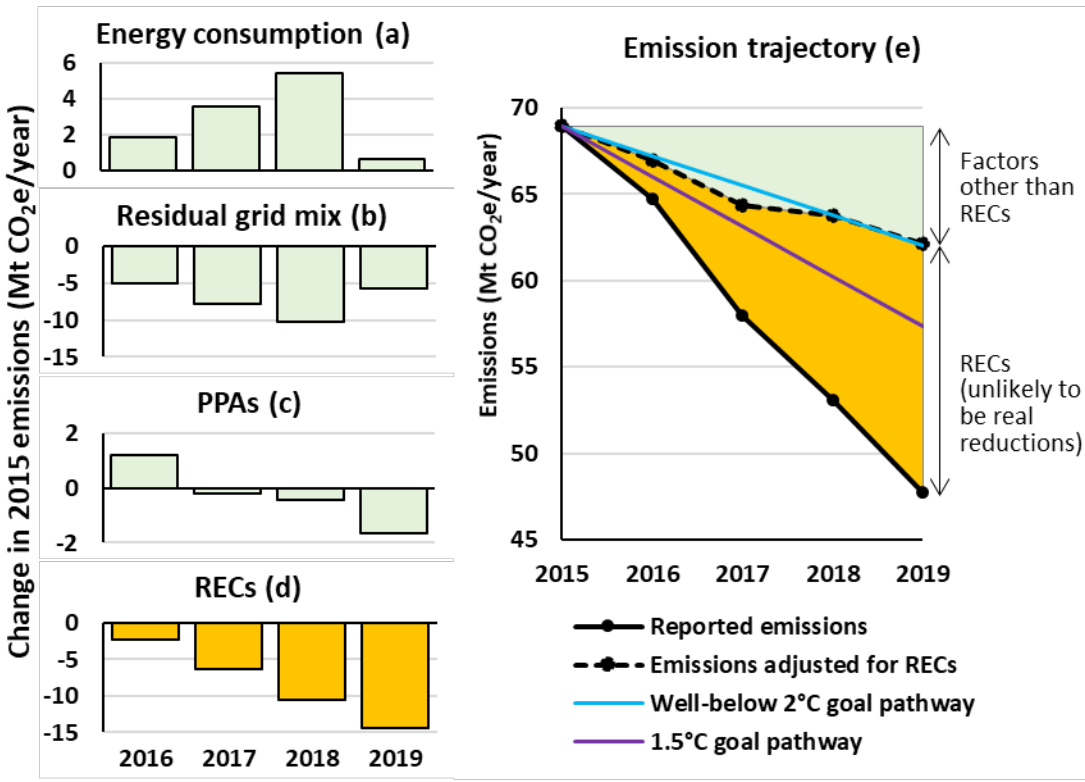 Change in 2015 emissions (Mt CO₂e/year)
Energy consumption (a)
6
4
2
0
Residual grid mix (b)
0
-5
-10
-15
PPAs (c)
2
0
-2
RECs (d)
0
-5
-10
-15
2016 2017 2018 2019
Emission trajectory (e)
Emissions (Mt CO₂e/year)
70
65
60
55
50
45
2015 2016 2017 2018 2019
Factors
other than
RECs
RECs
(unlikely to
be real
reductions)
Reported emissions
Emissions adjusted for RECs
Well-below 2°C goal pathway
1.5°C goal pathway